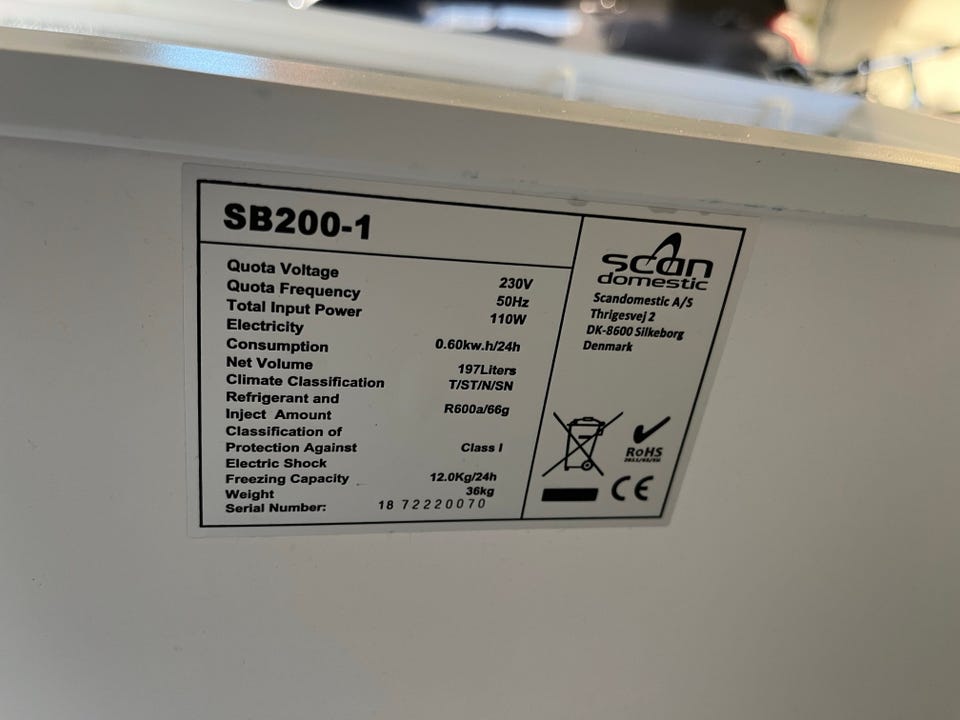 SB200-1
Quota Voltage 230V
Quota Frequency 50Hz
Total Input Power 110W
Electricity
Consumption 0.60kw.h/24h
Net Volume 197Liters
Climate Classification T/ST/N/SN
Refrigerant and
Inject Amount R600a/66g
Classification of
Protection Against Class I
Electric Shock
Freezing Capacity 12.0Kg/24h
Weight 36kg
Serial Number: 18 72220070
scan
domestic
Scandomestic A/S
Thrigesvej 2
DK-8600 Silkeborg
Denmark
RoHS
CE